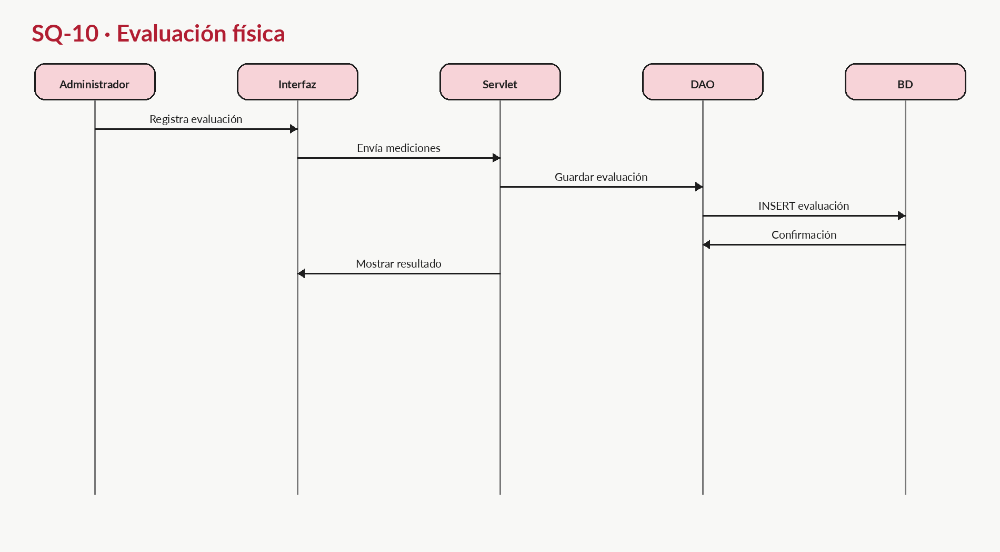 SQ-10 · Evaluación física
Administrador
Interfaz
Servlet
DAO
BD
Registra evaluación
Envía mediciones
Guardar evaluación
INSERT evaluación
Confirmación
Mostrar resultado